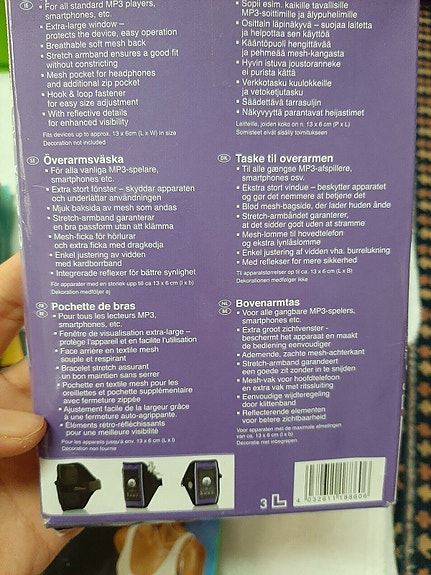 IE
• For all standard MP3 players,
smartphones, etc.
• Extra-large window –
protects the device, easy operation
• Breathable soft mesh back
• Stretch armband ensures a good fit
without constricting
• Mesh pocket for headphones
and additional zip pocket
• Hook & loop fastener
for easy size adjustment
• With reflective details
for enhanced visibility
Fits devices up to approx. 13 x 6cm (L x W) in size
Decoration not included
• Sopii esim. kaikille tavallisille
MP3-soittimille ja älypuhelimille
• Osittain läpinäkyvä – suojaa laitetta
ja helpottaa sen käyttöä
• Kääntöpuoli hengittävää
ja pehmeää mesh-kangasta
• Hyvin istuva joustoranneke
ei purista kättä
• Verkkotasku kuulokkeille
ja vetoketjutasku
• Säädettävä tarrasuljin
• Näkyvyyttä parantavat heijastimet
Laitteille, joiden koko on n. 13 x 6 cm (P x L)
Somisteet eivät sisälly toimitukseen
SE Överarmsväska
• För alla vanliga MP3-spelare,
smartphones etc.
• Extra stort fönster – skyddar apparaten
och underlättar användningen
• Mjuk baksida av mesh som andas
• Stretch-armband garanterar
en bra passform utan att klämma
• Mesh-ficka för hörlurar
och extra ficka med dragkedja
• Enkel justering av vidden
med kardborrband
• Integrerade reflexer för bättre synlighet
För apparater med en storlek upp till ca 13 x 6 cm (l x b)
Dekorationen medföljer ej
DK Taske til overarmen
• Til alle gængse MP3-afspillere,
smartphones osv.
• Ekstra stort vindue – beskytter apparatet
og gør det nemmere at betjene det
• Blød mesh-bagside, der lader huden ånde
• Stretch-armbåndet garanterer,
at det sidder godt uden at stramme
• Mesh-lomme til hovedtelefon
og ekstra lynlåslomme
• Enkel justering af vidden vha. burrelukning
• Med reflekser for mere sikkerhed
Til apparatstørrelser op til ca. 13 x 6 cm (L x B)
Dekorationen medfølger ikke
FR
BE Pochette de bras
• Pour tous les lecteurs MP3,
smartphones, etc.
• Fenêtre de visualisation extra-large –
protège l'appareil et en facilite l'utilisation
• Face arrière en textile mesh
souple et respirant
• Bracelet stretch assurant
un bon maintien sans serrer
• Pochette en textile mesh pour les
oreillettes et pochette supplémentaire
avec fermeture zippée
• Ajustement facile de la largeur grâce
à une fermeture auto-agrippante.
• Éléments rétro-réfléchissants
pour une meilleure visibilité
Pour les appareils jusqu'à env. 13 x 6 cm (L x l)
Décoration non fournie
NL
BE Bovenarmtas
• Voor alle gangbare MP3-spelers,
smartphones, etc.
• Extra groot zichtvenster -
beschermt het apparaat en maakt
de bediening eenvoudiger
• Ademende, zachte mesh-achterkant
• Stretch-armband garandeert
een goede zit zonder in te snijden
• Mesh-vak voor hoofdtelefoon
en extra vak met ritssluiting
• Eenvoudige wijdteregeling
door klittenband
• Reflecterende elementen
voor betere zichtbaarheid
Voor apparaten met de maximale afmetingen
van ca. 13 x 6 cm (l x b)
Decoratie niet inbegrepen
3